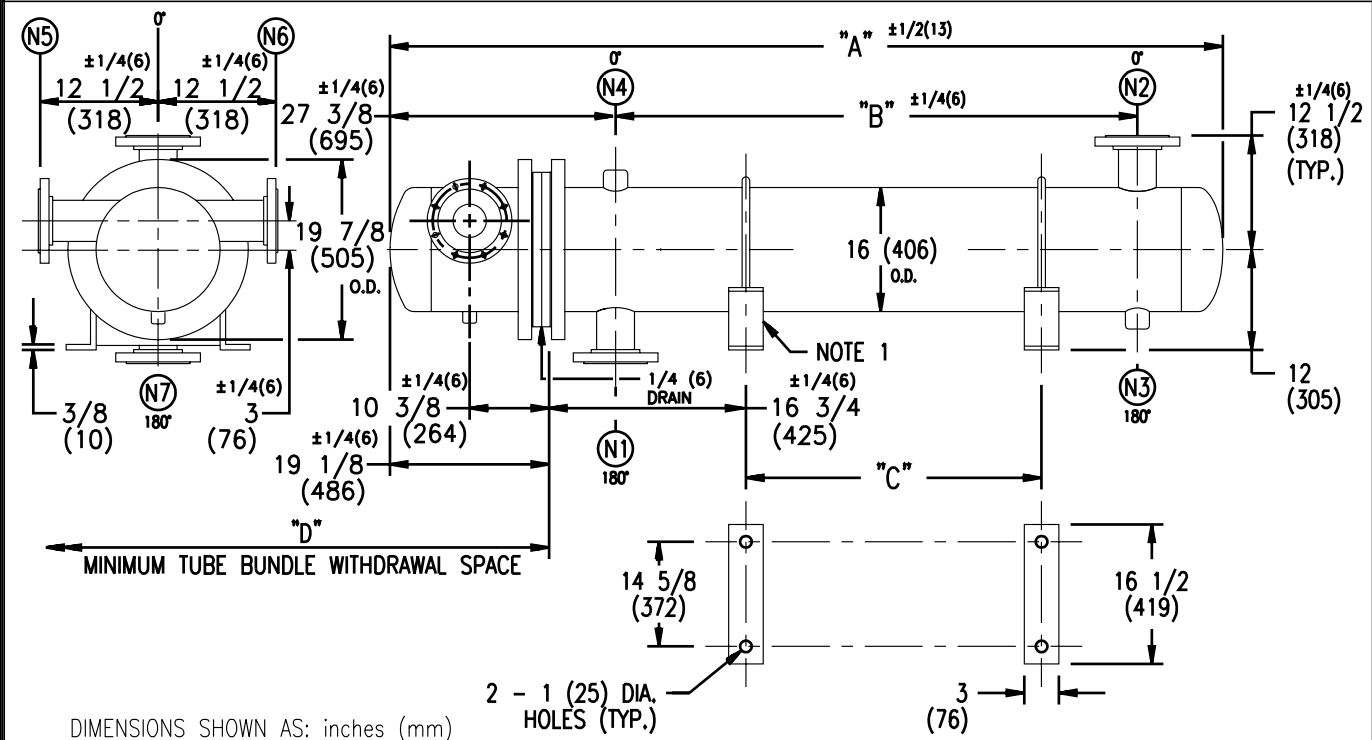 N5
0°
N6
±1/4(6)
±1/4(6)
12 1/2
(318)
12 1/2
(318)
±1/4(6)
27 3/8
(695)
"A" ±1/2(13)
0°
N4
"B" ±1/4(6)
0°
N2
±1/4(6)
12 1/2
(318)
(TYP.)
19 7/8
(505)
O.D.
16 (406)
O.D.
NOTE 1
3/8
(10)
N7
180°
±1/4(6)
3
(76)
±1/4(6)
10 3/8
(264)
1/4 (6)
DRAIN
±1/4(6)
16 3/4
(425)
N3
180°
12
(305)
±1/4(6)
19 1/8
(486)
N1
180°
"C"
"D"
MINIMUM TUBE BUNDLE WITHDRAWAL SPACE
14 5/8
(372)
16 1/2
(419)
2 - 1 (25) DIA.
HOLES (TYP.)
3
(76)
DIMENSIONS SHOWN AS: inches (mm)